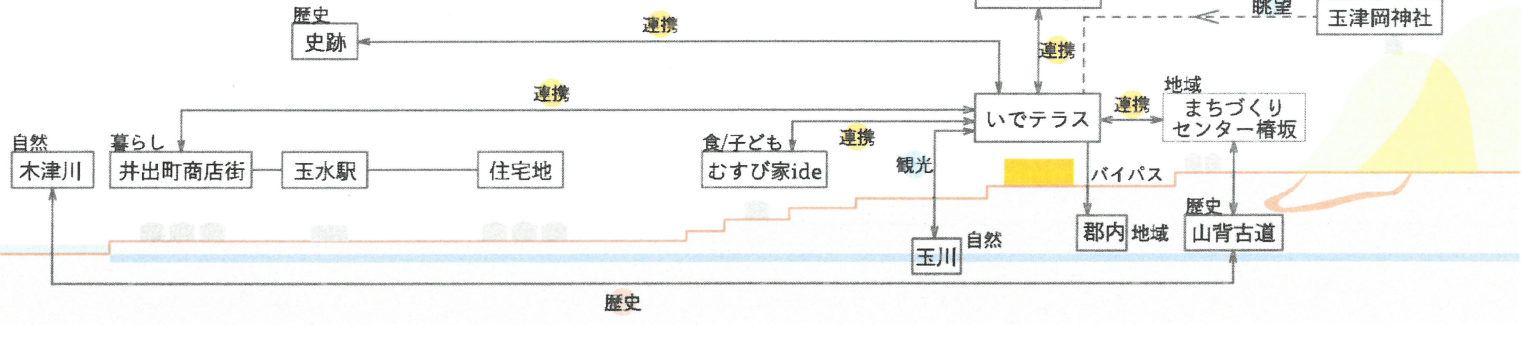 歴史
史跡
連携
連携
眺望
玉津岡神社
自然
木津川
暮らし
井出町商店街
玉水駅
住宅地
連携
食/子ども
むすび家ide
連携
いでテラス
連携
地域
まちづくり
センター椿坂
観光
バイパス
玉川
自然
郡内
地域
歴史
山背古道
歴史